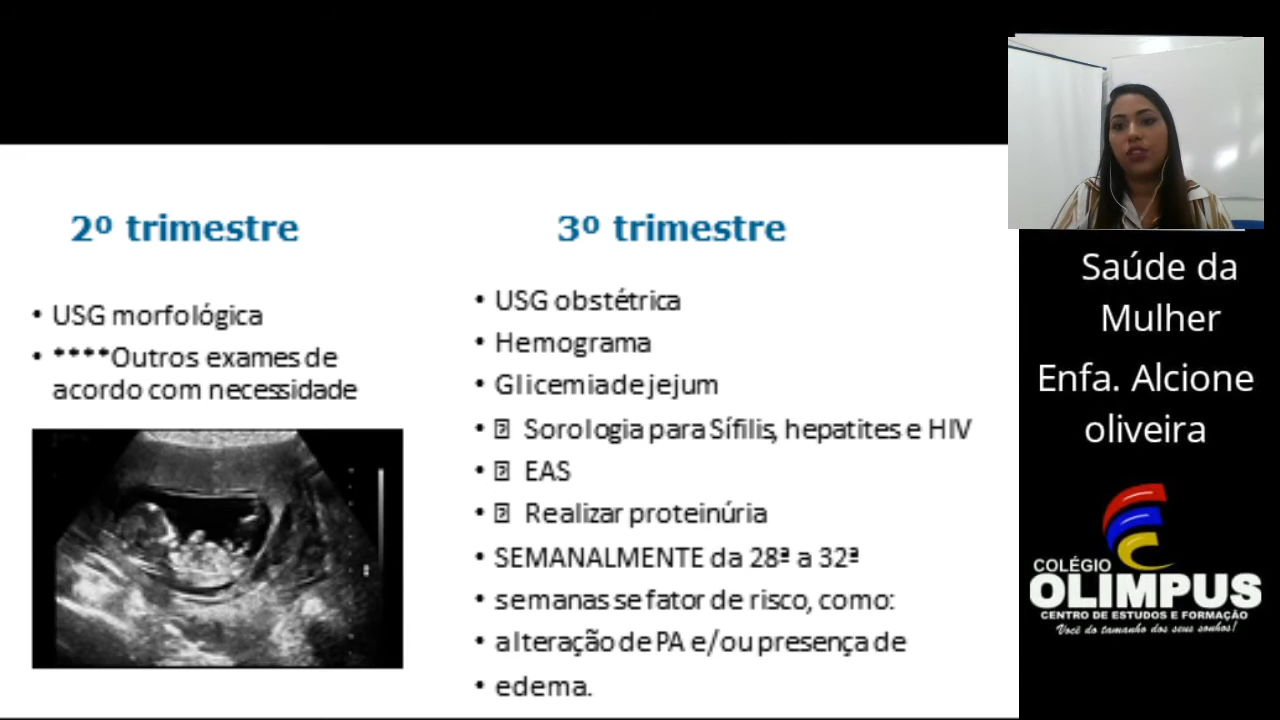 2º trimestre
• USG morfológica
• ****Outros exames de
acordo com necessidade
3º trimestre
• USG obstétrica
• Hemograma
• Glicemia de jejum
• Sorologia para Sífilis, hepatites e HIV
• EAS
• Realizar proteinúria
• SEMANALMENTE da 28ª a 32ª
• semanas se fator de risco, como:
• alteração de PA e/ou presença de
• edema.
Saúde da
Mulher
Enfa. Alcione
oliveira
COLÉGIO
OLIMPUS
CENTRO DE ESTUDOS E FORMAÇÃO
Você do tamanho dos seus sonhos!